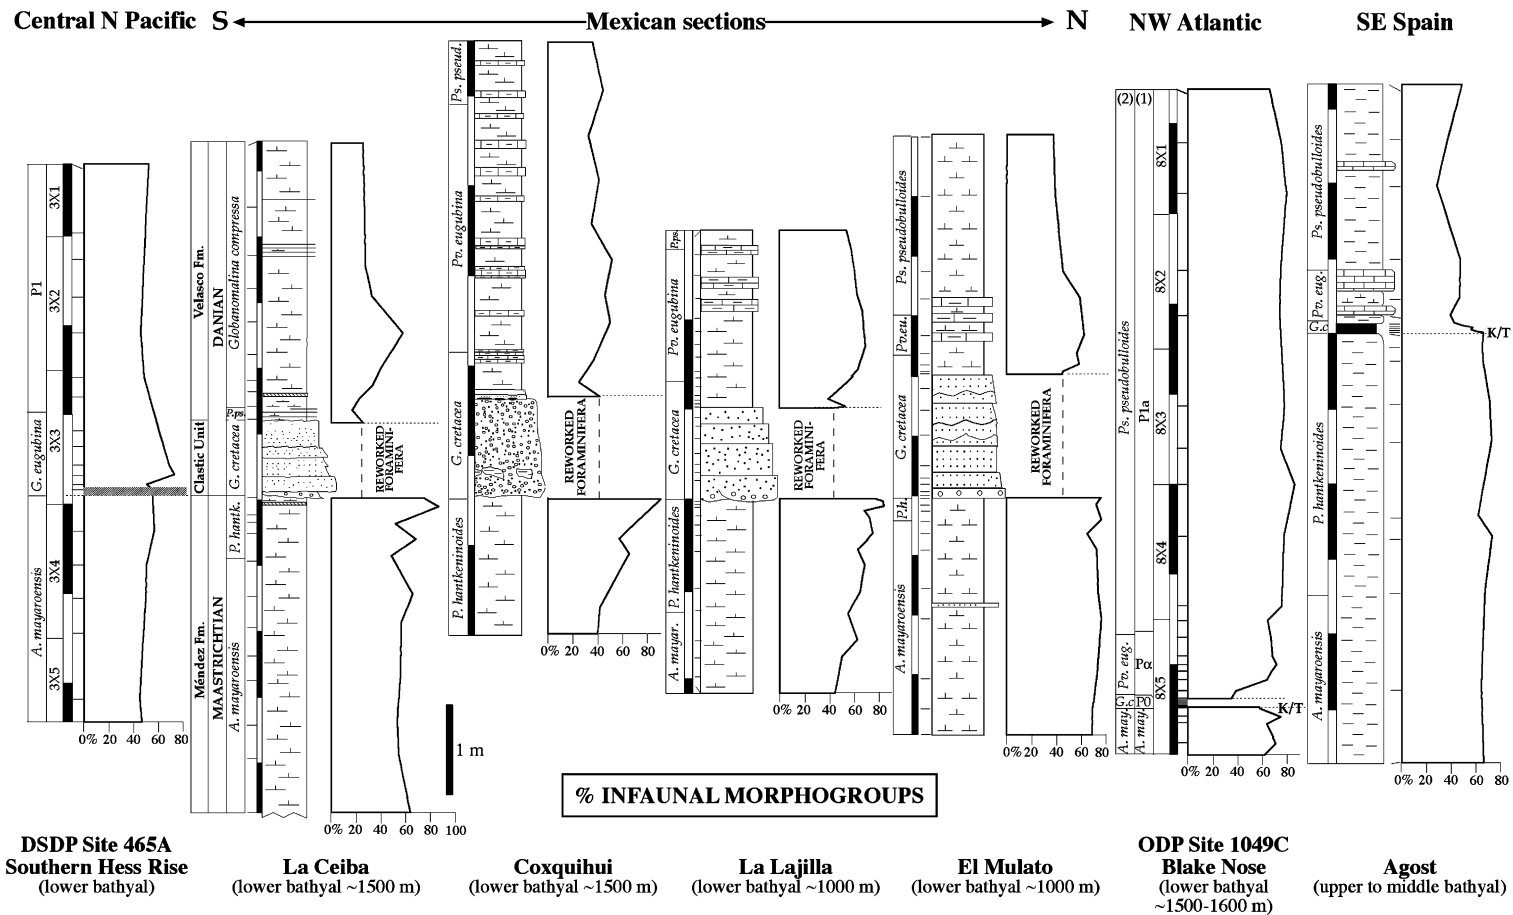 Central N Pacific
S
Mexican sections
N
NW Atlantic
SE Spain
P1
G. eugubina
A. mayaroensis
3X1
3X2
3X3
3X4
3X5
0% 20 40 60 80
DSDP Site 465A
Southern Hess Rise
(lower bathyal)
Velasco Fm.
Clastic Unit
Méndez Fm.
DANIAN
MAASTRICHTIAN
Globanomalina compressa
P.ps.
G. cretacea
P. hantk.
A. mayaroensis
REWORKED
FORAMINI-
FERA
0% 20 40 60 80 100
La Ceiba
(lower bathyal ~1500 m)
1 m
Ps. pseud.
Pv. eugubina
G. cretacea
P. hantkeninoides
REWORKED
FORAMINIFERA
0% 20 40 60 80
Coxquihui
(lower bathyal ~1500 m)
P.ps.
Pv. eugubina
G. cretacea
P. hantkeninoides
A. mayar.
REWORKED
FORAMINI-
FERA
0% 20 40 60 80
La Lajilla
(lower bathyal ~1000 m)
Ps. pseudobulloides
Pv.eu.
G. cretacea
P.h.
A. mayaroensis
REWORKED
FORAMINIFERA
0% 20 40 60 80
El Mulato
(lower bathyal ~1000 m)
% INFAUNAL MORPHOGROUPS
(2) (1)
Ps. pseudobulloides
Pv. eug.
G.c
A. may.
P1a
Pα
P0
A. may.
8X1
8X2
8X3
8X4
8X5
K/T
0% 20 40 60 80
ODP Site 1049C
Blake Nose
(lower bathyal
~1500-1600 m)
Ps. pseudobulloides
Pv. eug.
G.c
P. hantkeninoides
A. mayaroensis
K/T
0% 20 40 60 80
Agost
(upper to middle bathyal)